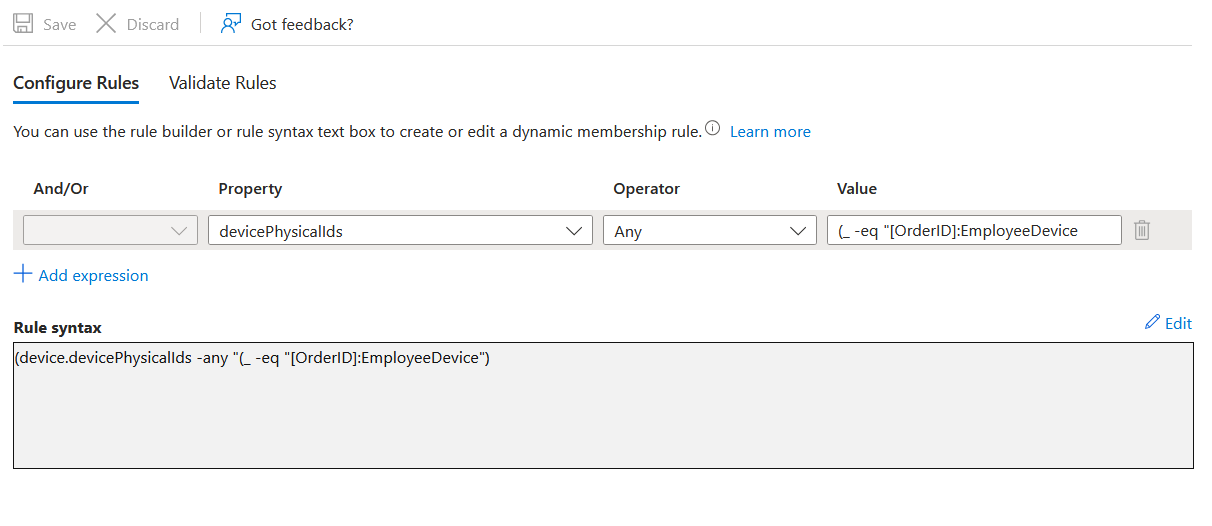 Save Discard Got feedback?
Configure Rules Validate Rules
You can use the rule builder or rule syntax text box to create or edit a dynamic membership rule. Learn more
And/Or Property Operator Value
devicePhysicalIds Any (_ -eq "[OrderID]:EmployeeDevice
Add expression
Rule syntax Edit
(device.devicePhysicalIds -any "(_ -eq "[OrderID]:EmployeeDevice")